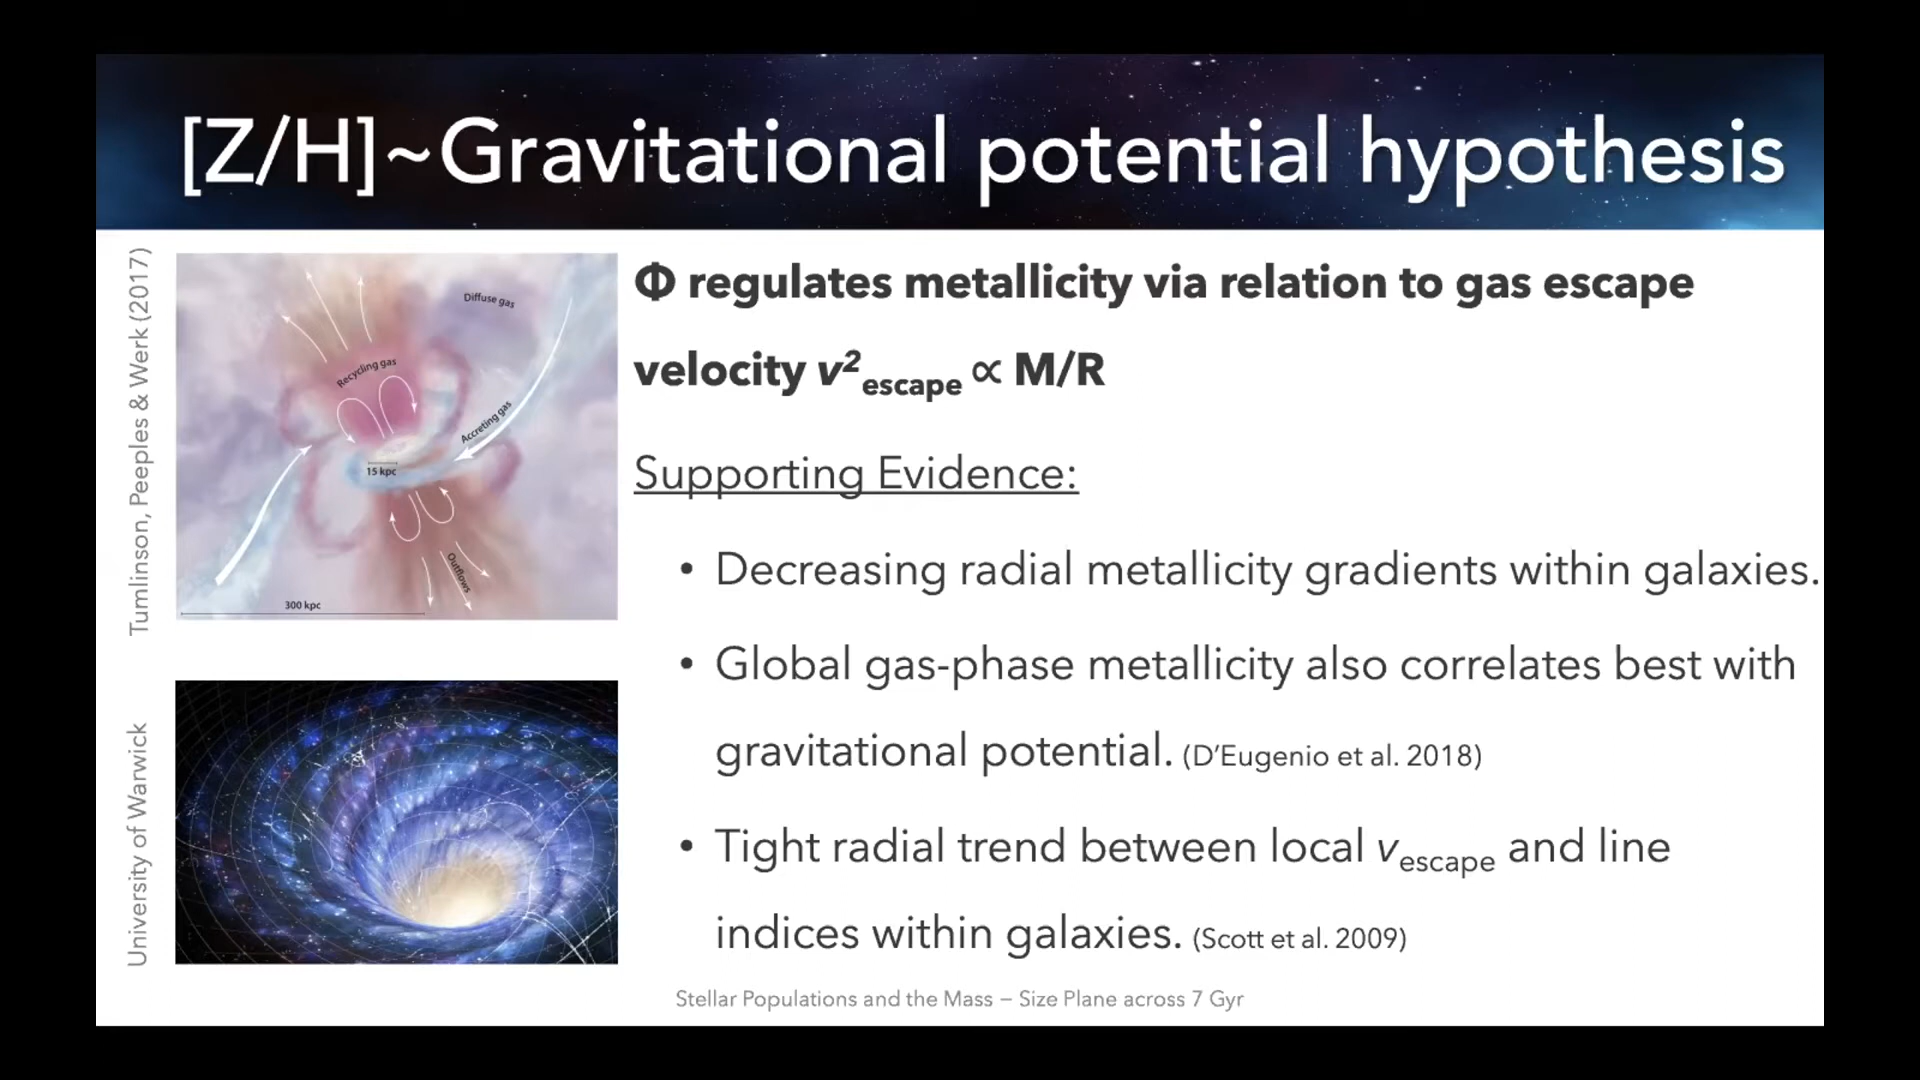 [Z/H]~Gravitational potential hypothesis
Tumlinson, Peeples & Werk (2017)
Diffuse gas
Recycling gas
Accreting gas
15 kpc
Outflows
300 kpc
University of Warwick
Φ regulates metallicity via relation to gas escape
velocity v²escape ∝ M/R
Supporting Evidence:
• Decreasing radial metallicity gradients within galaxies.
• Global gas-phase metallicity also correlates best with
gravitational potential. (D'Eugenio et al. 2018)
• Tight radial trend between local vescape and line
indices within galaxies. (Scott et al. 2009)
Stellar Populations and the Mass – Size Plane across 7 Gyr